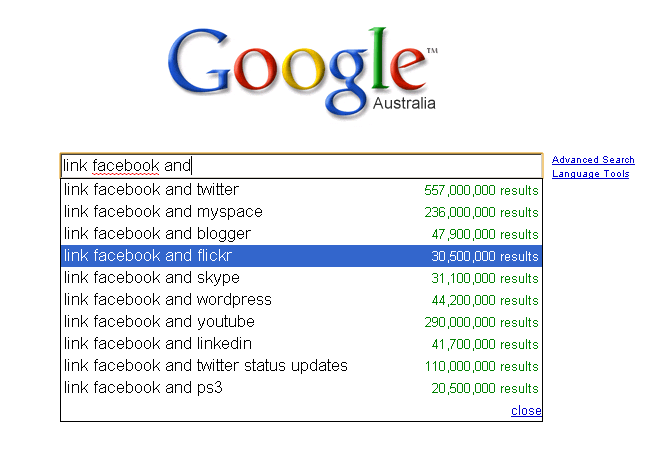 Google™
Australia
link facebook and
Advanced Search
Language Tools
link facebook and twitter 557,000,000 results
link facebook and myspace 236,000,000 results
link facebook and blogger 47,900,000 results
link facebook and flickr 30,500,000 results
link facebook and skype 31,100,000 results
link facebook and wordpress 44,200,000 results
link facebook and youtube 290,000,000 results
link facebook and linkedin 41,700,000 results
link facebook and twitter status updates 110,000,000 results
link facebook and ps3 20,500,000 results
close